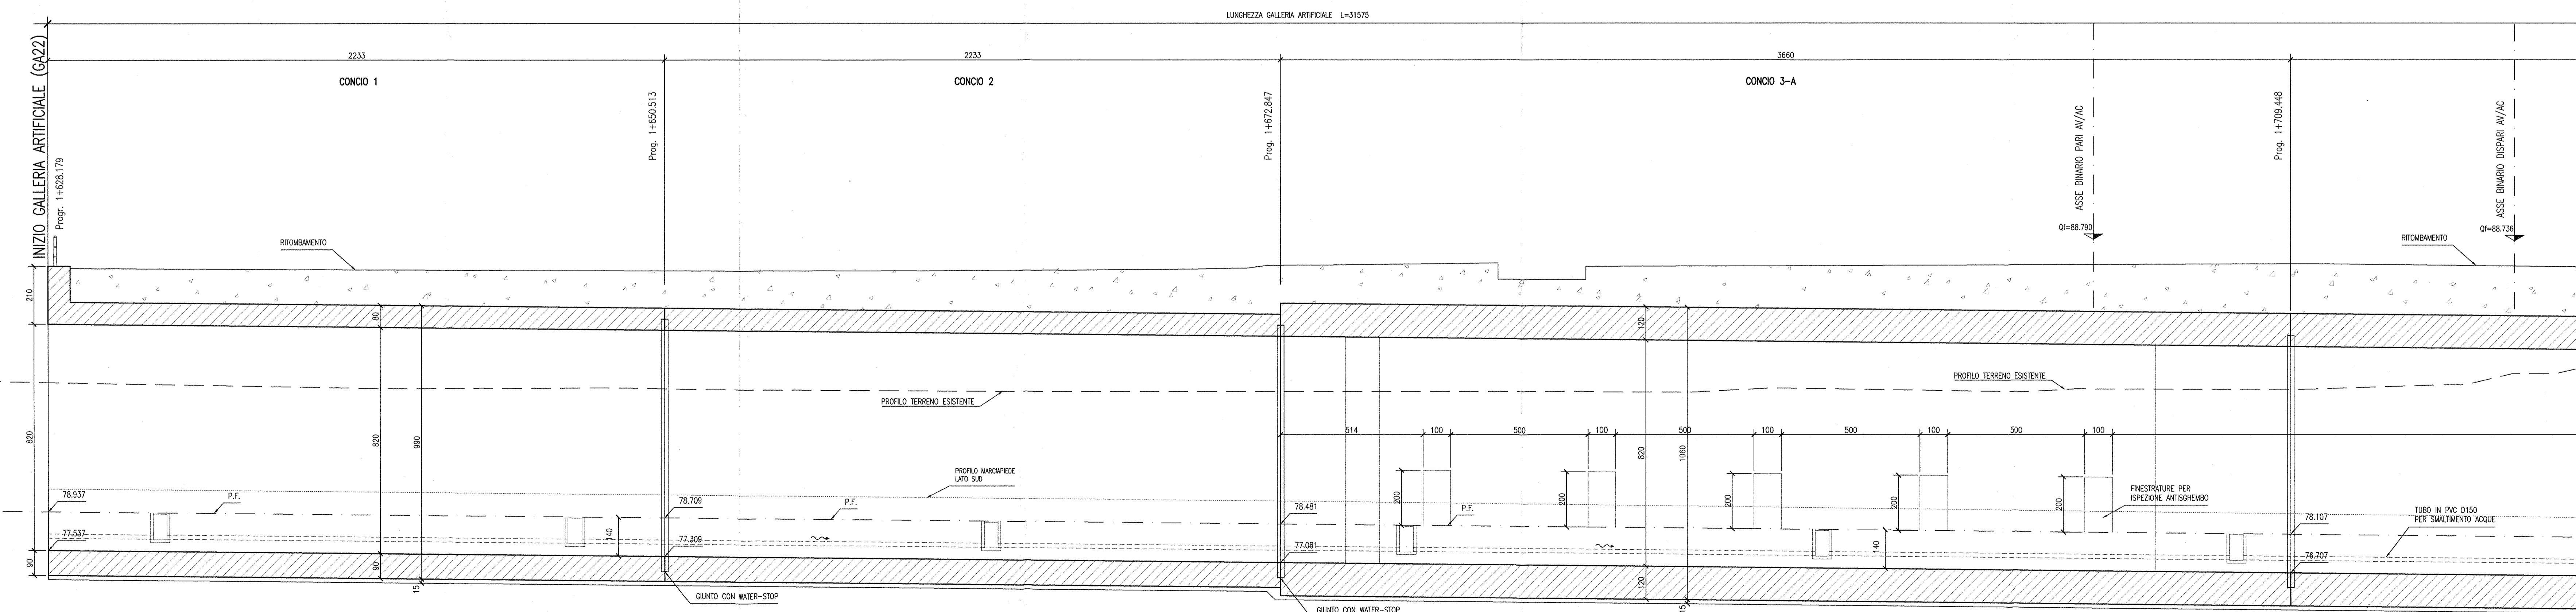 LUNGHEZZA GALLERIA ARTIFICIALE L=31575
2233
2233
3660
CONCIO 1
CONCIO 2
CONCIO 3-A
INIZIO GALLERIA ARTIFICIALE (GA22)
Progr. 1+628.179
Prog. 1+650.513
Prog. 1+672.847
ASSE BINARIO PARI AV/AC
Prog. 1+709.448
ASSE BINARIO DISPARI AV/AC
Qf=88.790
Qf=88.736
RITOMBAMENTO
RITOMBAMENTO
210
80
120
PROFILO TERRENO ESISTENTE
PROFILO TERRENO ESISTENTE
820
820
990
514
100
500
100
500
100
500
100
500
100
820
1060
PROFILO MARCIAPIEDE
LATO SUD
200
200
200
200
200
FINESTRATURE PER
ISPEZIONE ANTISGHEMBO
78.937
P.F.
78.709
P.F.
78.481
P.F.
78.107
TUBO IN PVC D150
PER SMALTIMENTO ACQUE
77.537
140
77.309
77.081
140
76.707
90
90
120
15
15
GIUNTO CON WATER-STOP
GIUNTO CON WATER-STOP